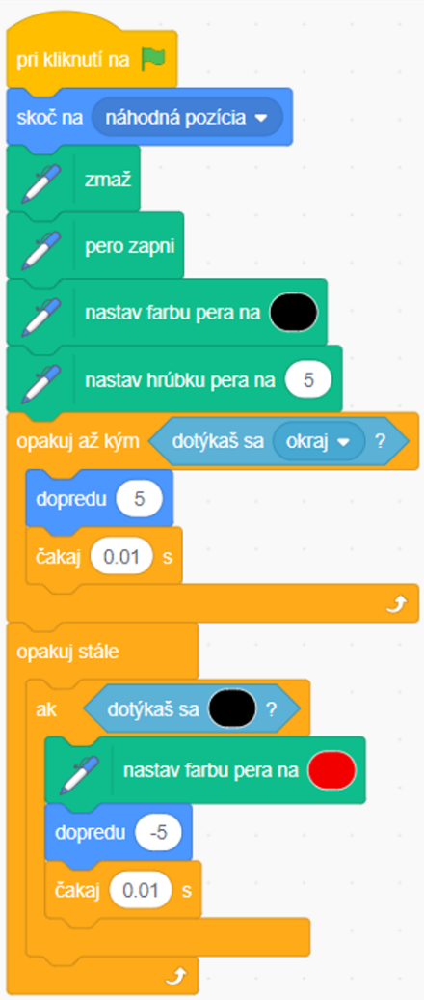 pri kliknutí na
skoč na náhodná pozícia
zmaž
pero zapni
nastav farbu pera na
nastav hrúbku pera na 5
opakuj až kým dotýkaš sa okraj ?
dopredu 5
čakaj 0.01 s
opakuj stále
ak dotýkaš sa ?
nastav farbu pera na
dopredu -5
čakaj 0.01 s